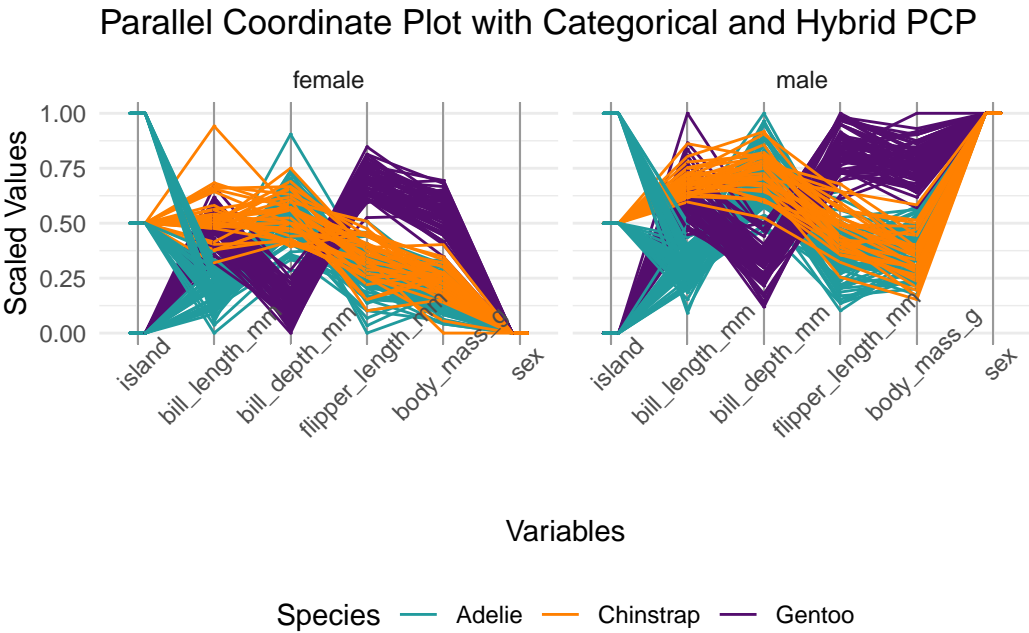 Parallel Coordinate Plot with Categorical and Hybrid PCP
female
male
Scaled Values
1.00
0.75
0.50
0.25
0.00
island
bill_length_mm
bill_depth_mm
flipper_length_mm
body_mass_g
sex
island
bill_length_mm
bill_depth_mm
flipper_length_mm
body_mass_g
sex
Variables
Species Adelie Chinstrap Gentoo